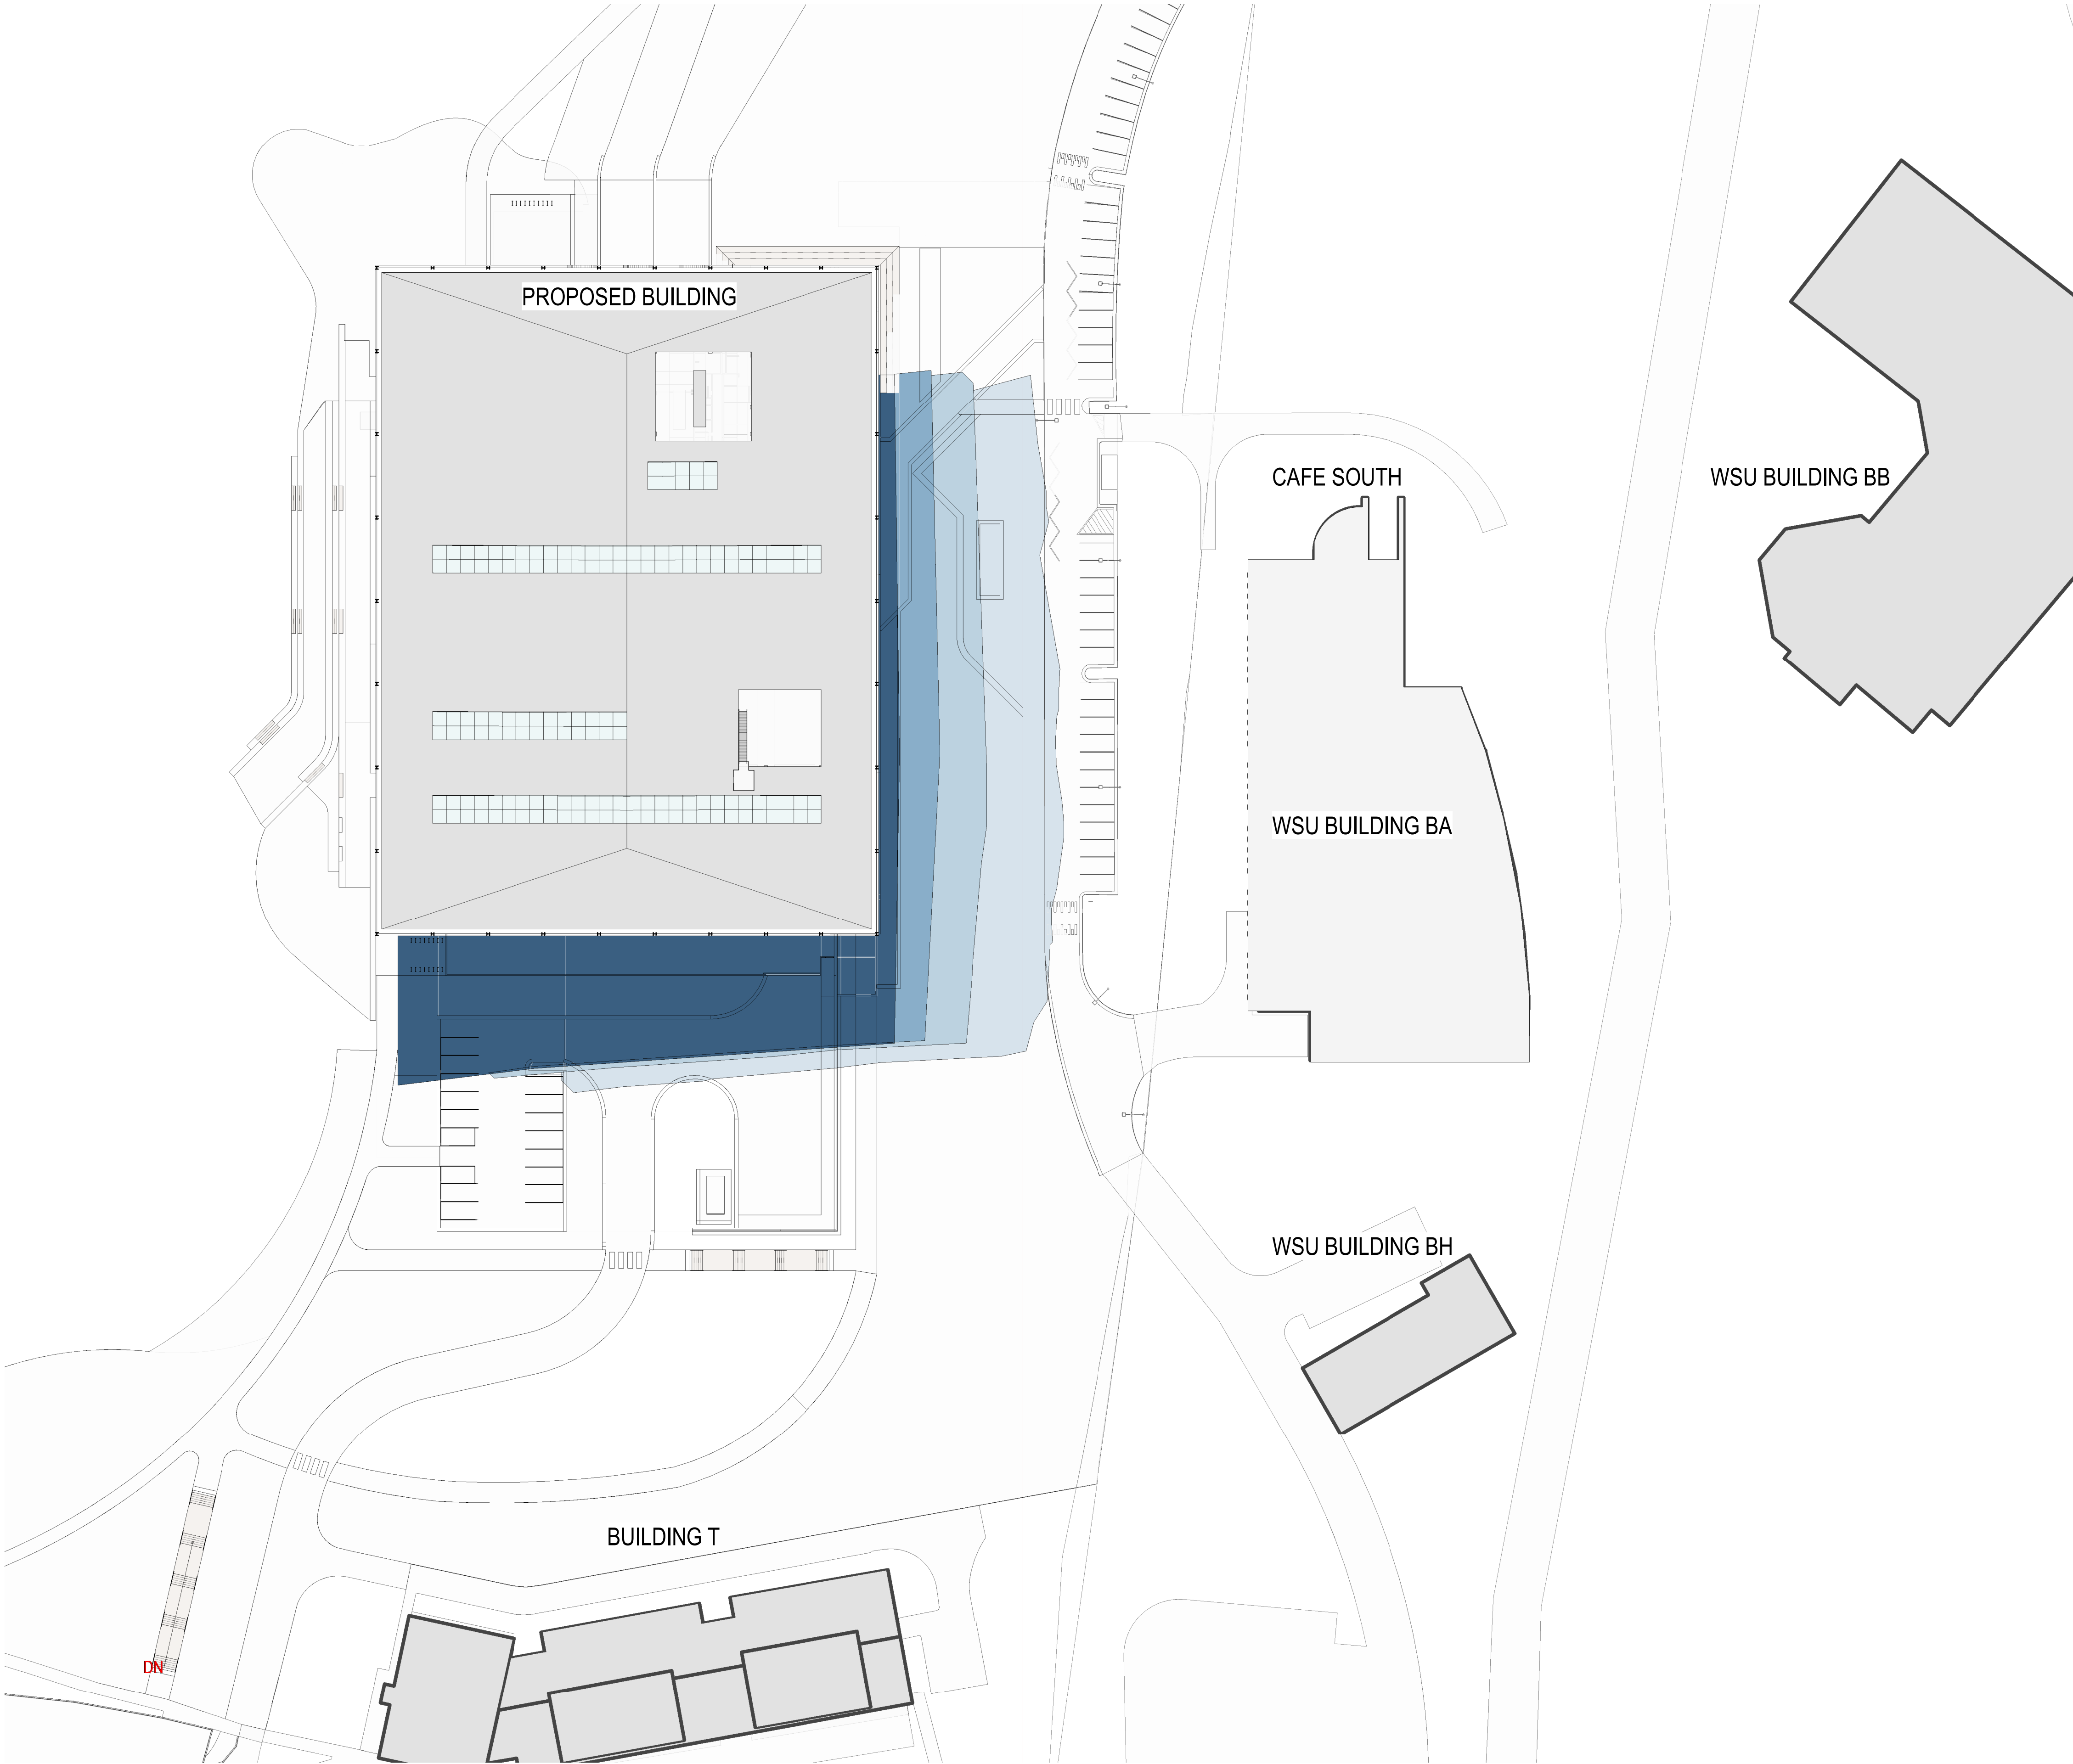 PROPOSED BUILDING
CAFE SOUTH
WSU BUILDING BB
WSU BUILDING BA
WSU BUILDING BH
BUILDING T
DN